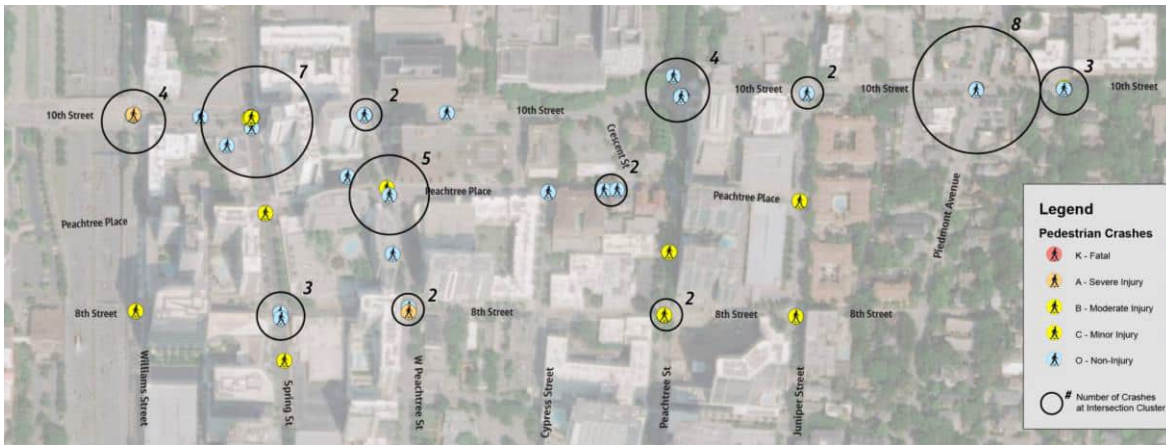 8
4
7
4
2
2
3
10th Street
10th Street
10th Street
10th Street
10th Street
Crescent St
5
2
Peachtree Place
Peachtree Place
Peachtree Place
Piedmont Avenue
3
2
2
8th Street
8th Street
8th Street
8th Street
Williams Street
Spring St
W Peachtree St
Cypress Street
Peachtree St
Juniper Street
Legend
Pedestrian Crashes
K - Fatal
A - Severe Injury
B - Moderate Injury
C - Minor Injury
O - Non-Injury
# Number of Crashes
at Intersection Cluster